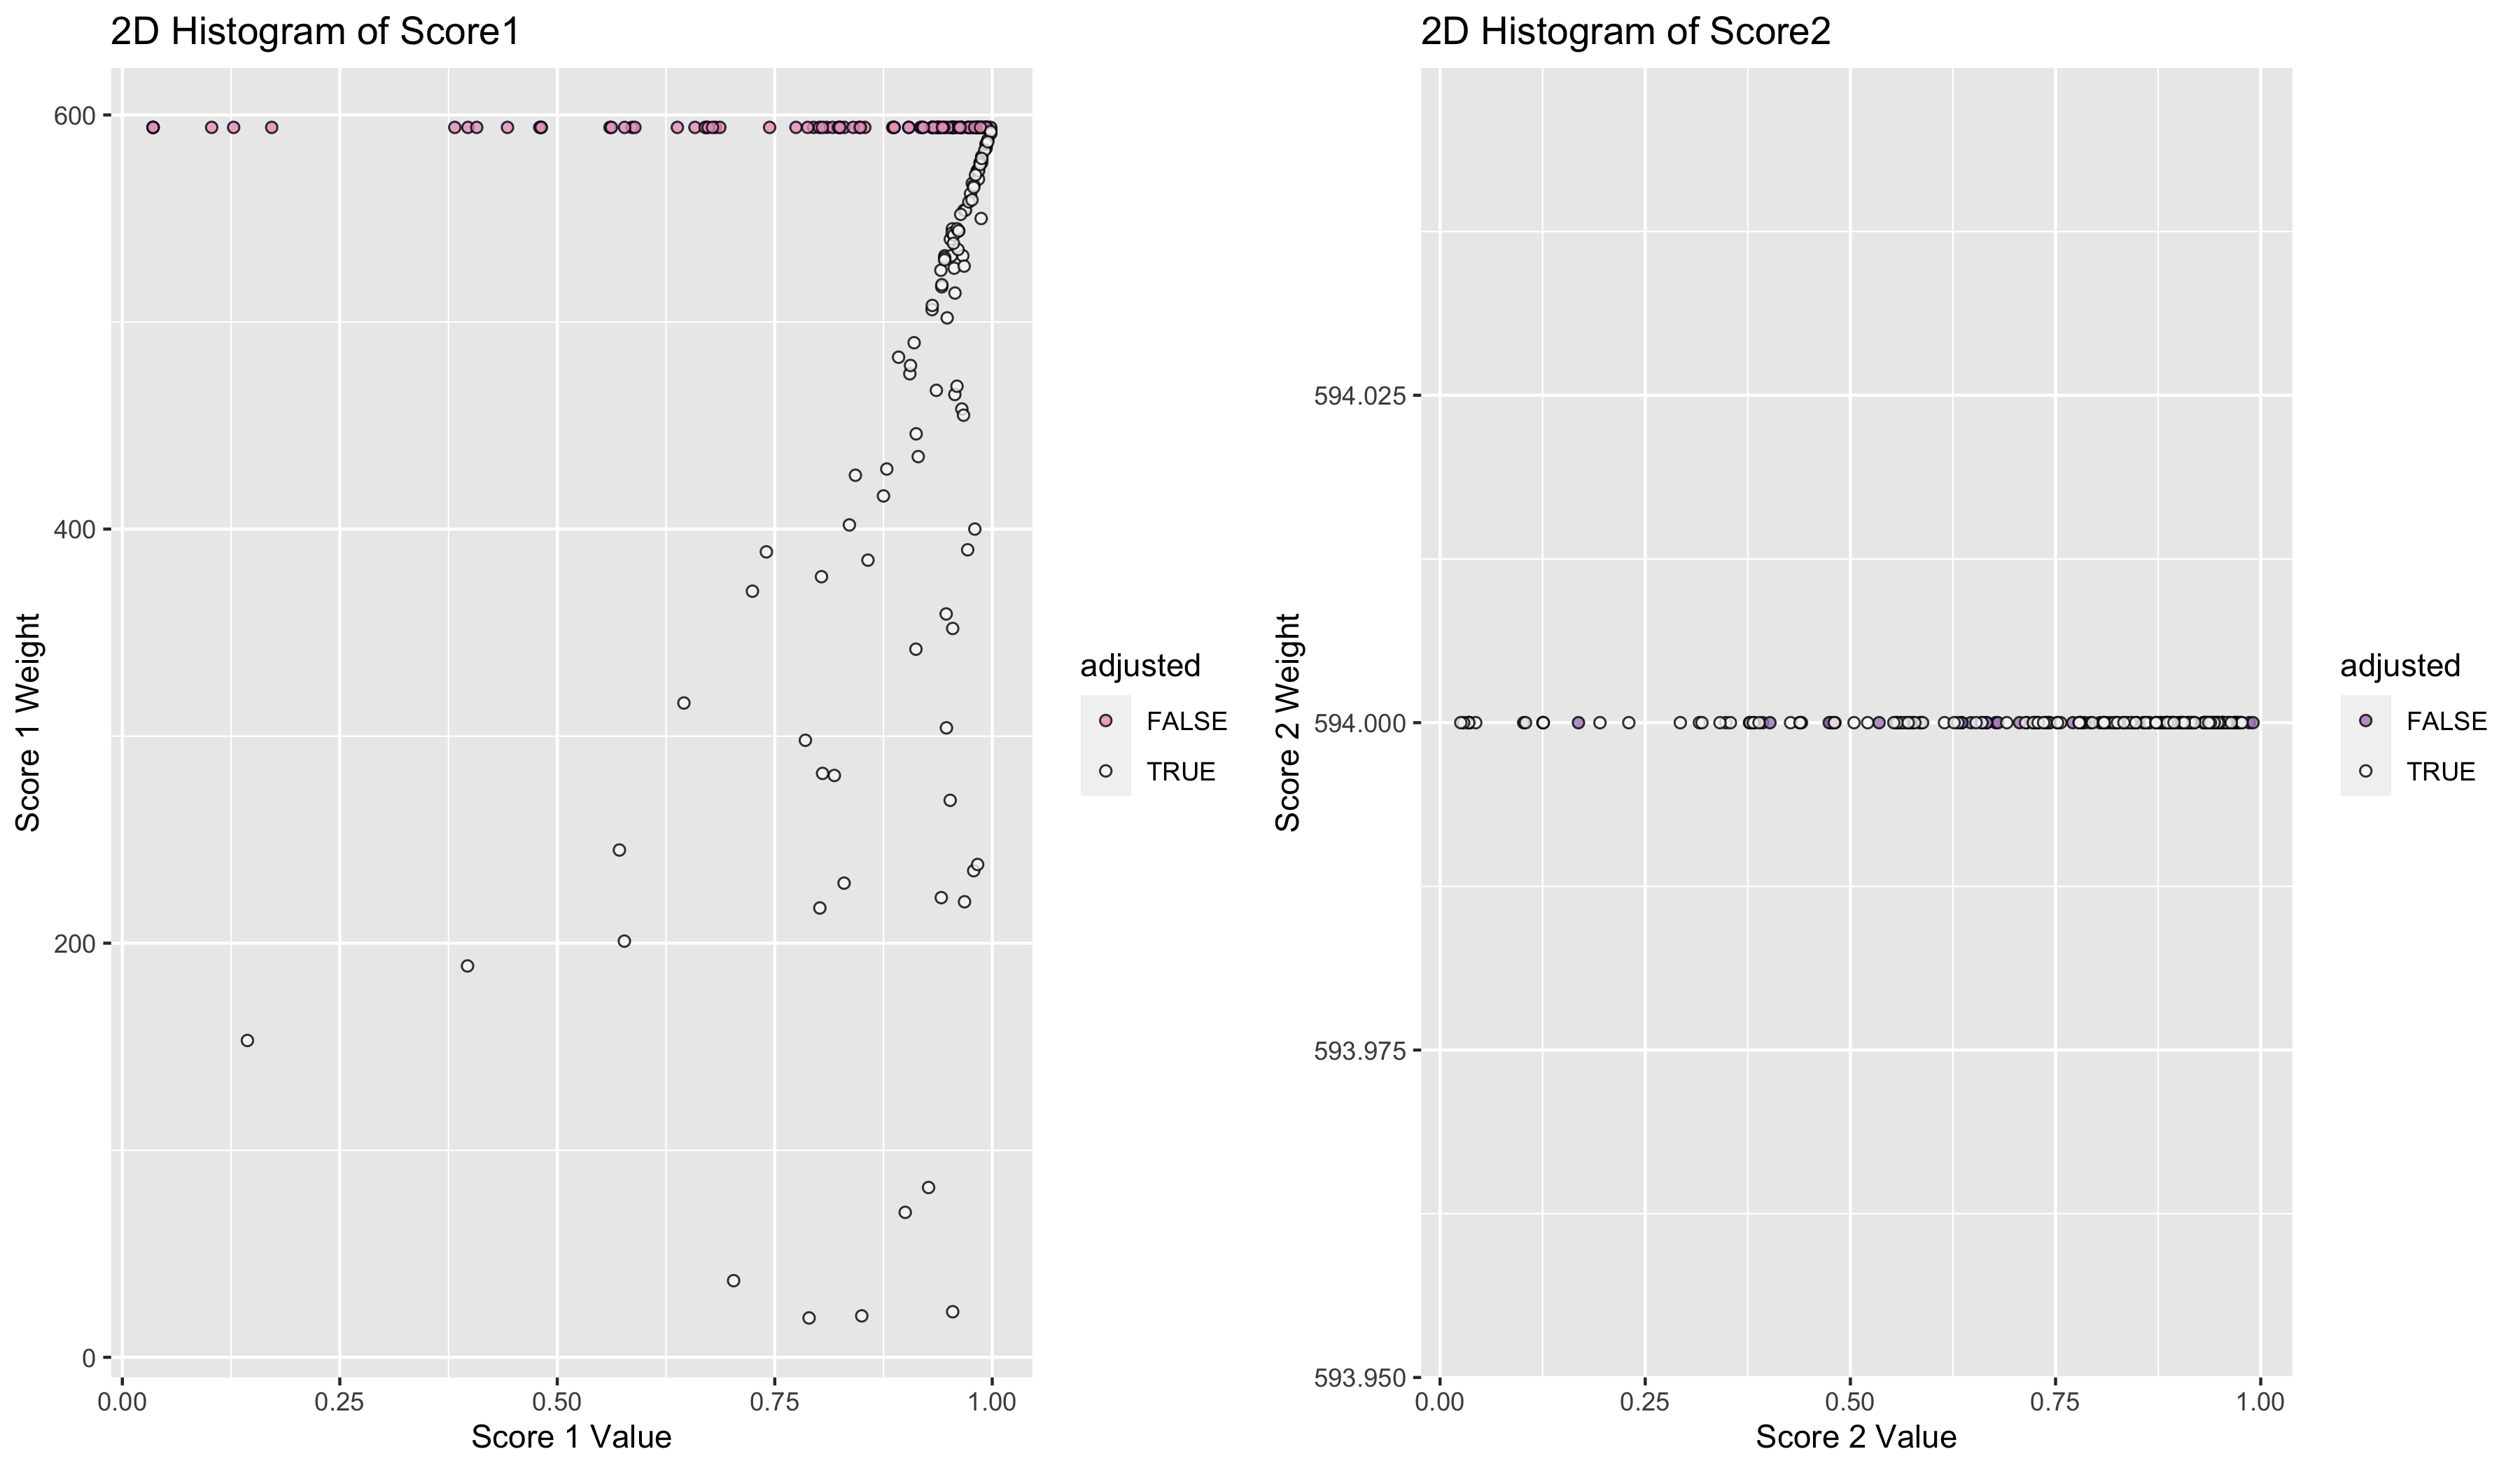 2D Histogram of Score1
600
400
200
0
Score 1 Weight
0.00 0.25 0.50 0.75 1.00
Score 1 Value
adjusted
FALSE
TRUE
2D Histogram of Score2
594.025
594.000
593.975
593.950
Score 2 Weight
0.00 0.25 0.50 0.75 1.00
Score 2 Value
adjusted
FALSE
TRUE